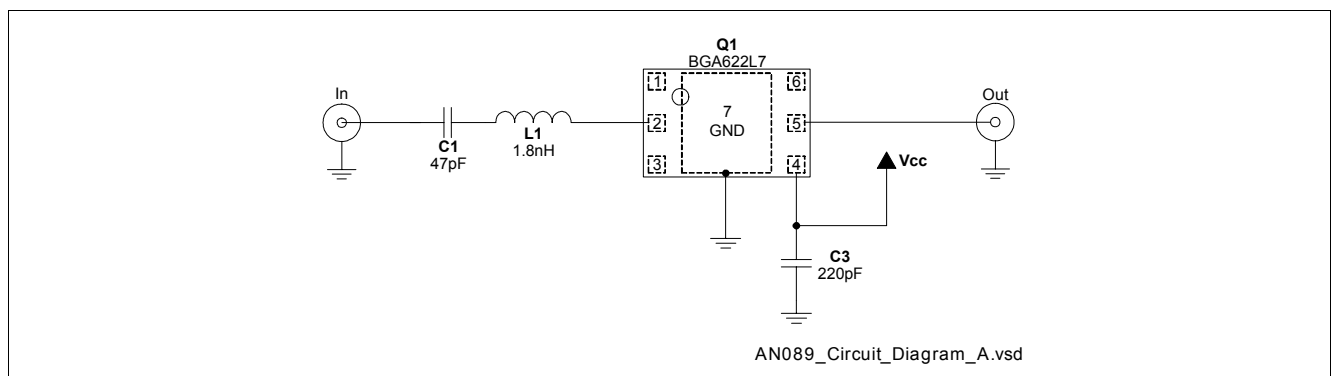 Q1
BGA622L7
In
Out
1
6
7
GND
2
5
C1
47pF
L1
1.8nH
3
4
Vcc
C3
220pF
AN089_Circuit_Diagram_A.vsd